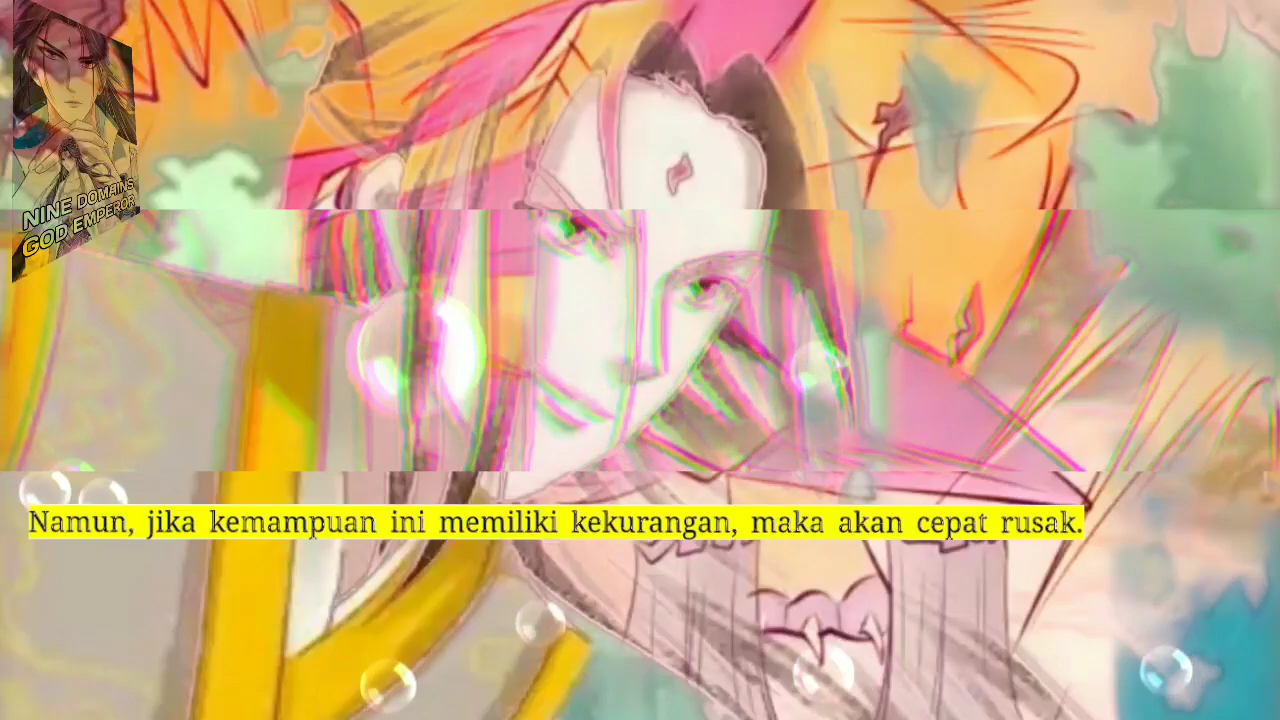 NINE DOMAINS
GOD EMPEROR
Namun, jika kemampuan ini memiliki kekurangan, maka akan cepat rusak.